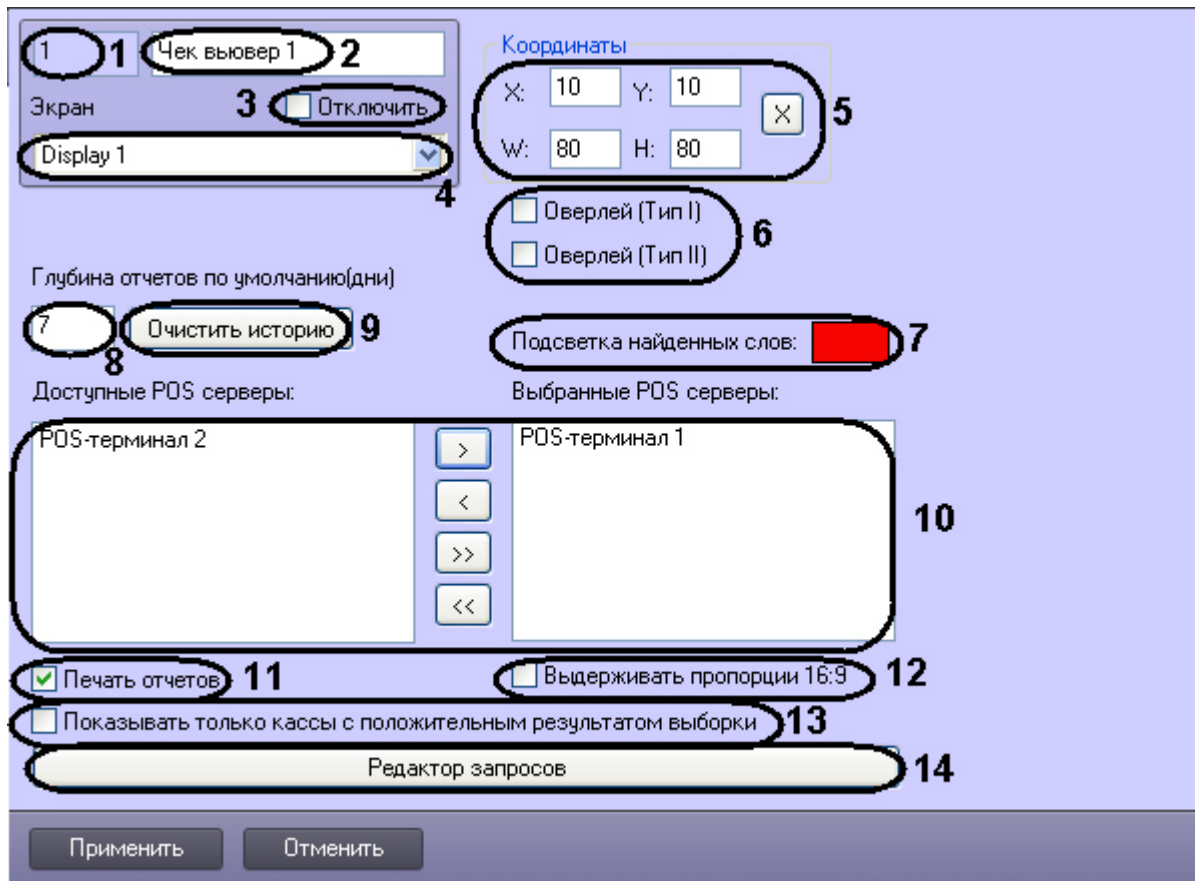 1 1 Чек вьювер 1 2
Координаты
X: 10 Y: 10 X 5
Экран 3 Отключить
W: 80 H: 80
Display 1
4
Оверлей (Тип I)
6
Оверлей (Тип II)
Глубина отчетов по умолчанию(дни)
7 Очистить историю 9
8
Подсветка найденных слов: 7
Доступные POS серверы: Выбранные POS серверы:
POS-терминал 2 > POS-терминал 1
<
10
>>
<<
Печать отчетов 11 Выдерживать пропорции 16:9 12
Показывать только кассы с положительным результатом выборки 13
Редактор запросов 14
Применить Отменить